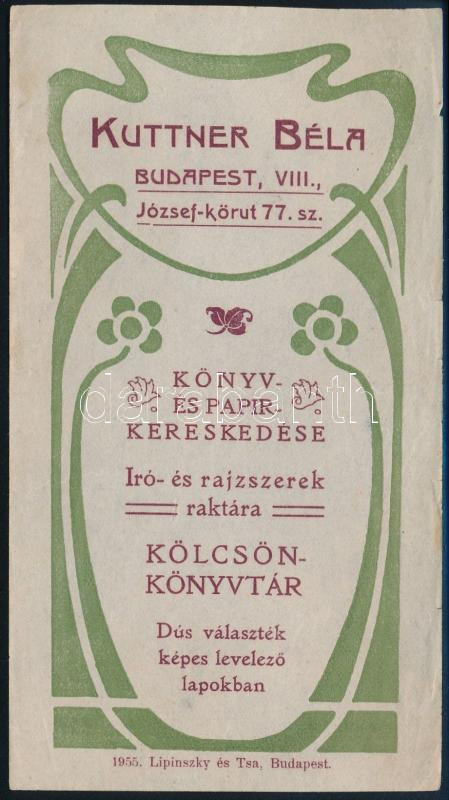 KUTTNER BÉLA
BUDAPEST, VIII.,
József-körut 77. sz.
KÖNYV-
ÉS PAPIR-
KERESKEDÉSE
Iró- és rajzszerek
raktára
KÖLCSÖN-
KÖNYVTÁR
Dús választék
képes levelező
lapokban
1955. Lipinszky és Tsa, Budapest.
darabanth